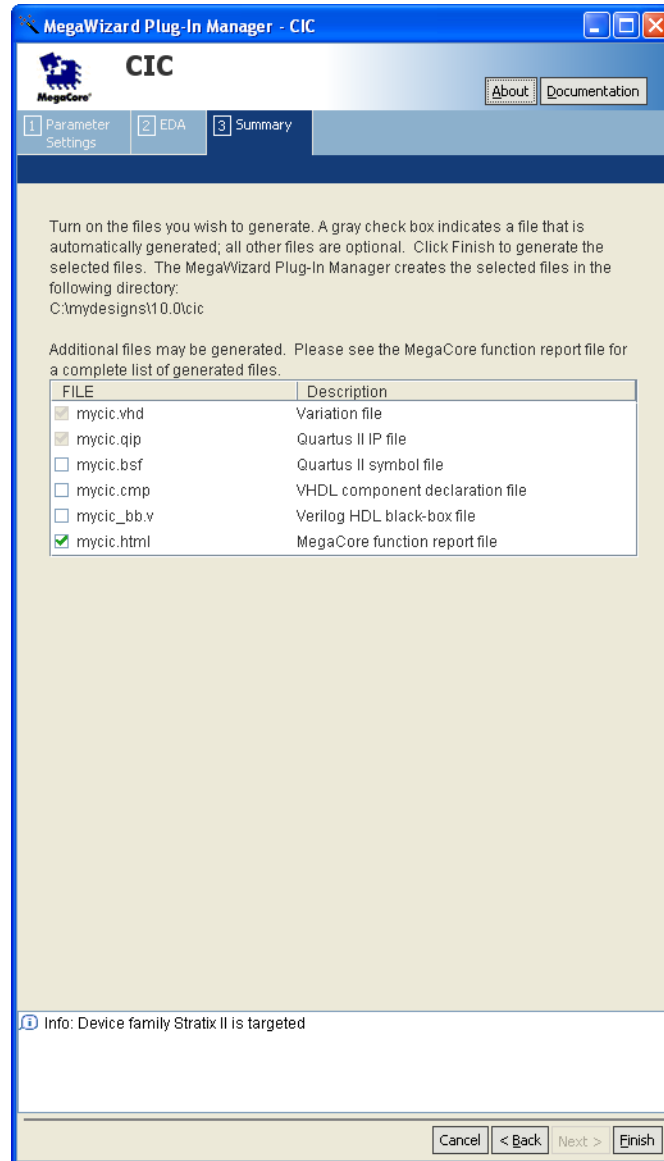 MegaWizard Plug-In Manager - CIC
CIC
MegaCore®
About
Documentation
1 Parameter Settings
2 EDA
3 Summary
Turn on the files you wish to generate. A gray check box indicates a file that is
automatically generated; all other files are optional. Click Finish to generate the
selected files. The MegaWizard Plug-In Manager creates the selected files in the
following directory:
C:\mydesigns\10.0\cic
Additional files may be generated. Please see the MegaCore function report file for
a complete list of generated files.
FILE Description
mycic.vhd Variation file
mycic.qip Quartus II IP file
mycic.bsf Quartus II symbol file
mycic.cmp VHDL component declaration file
mycic_bb.v Verilog HDL black-box file
mycic.html MegaCore function report file
Info: Device family Stratix II is targeted
Cancel < Back Next > Finish